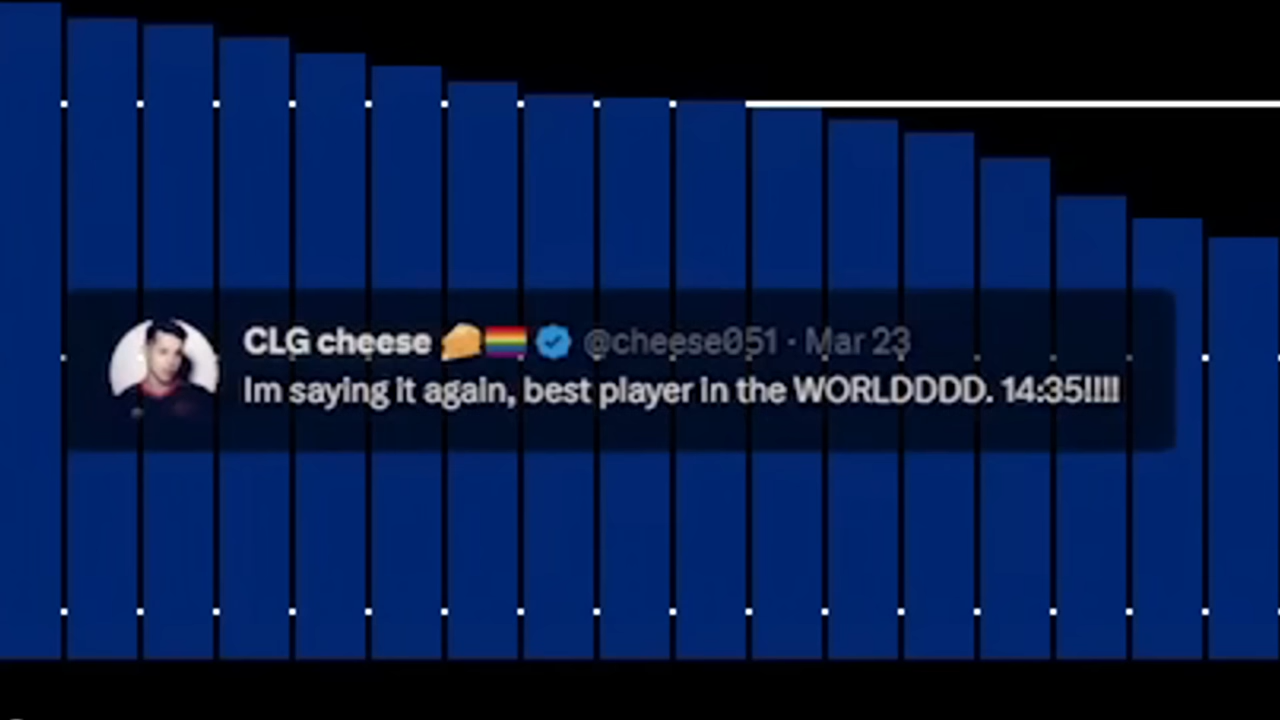 CLG cheese 🧀🏳️‍🌈 @cheese051 · Mar 23
Im saying it again, best player in the WORLDDDD. 14:35!!!!